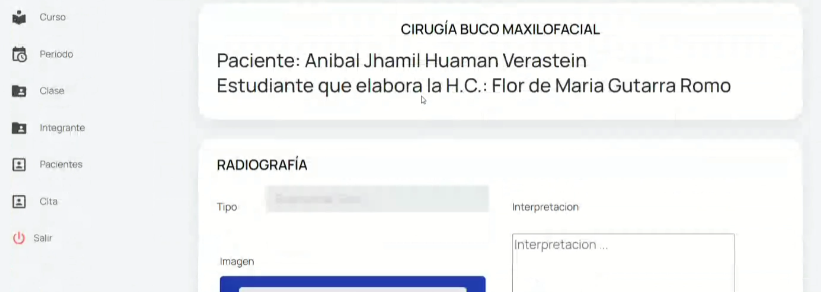 Curso
Periodo
Clase
Integrante
Pacientes
Cita
Salir
CIRUGÍA BUCO MAXILOFACIAL
Paciente: Anibal Jhamil Huaman Verastein
Estudiante que elabora la H.C.: Flor de Maria Gutarra Romo
RADIOGRAFÍA
Tipo
Interpretacion
Interpretacion ...
Imagen